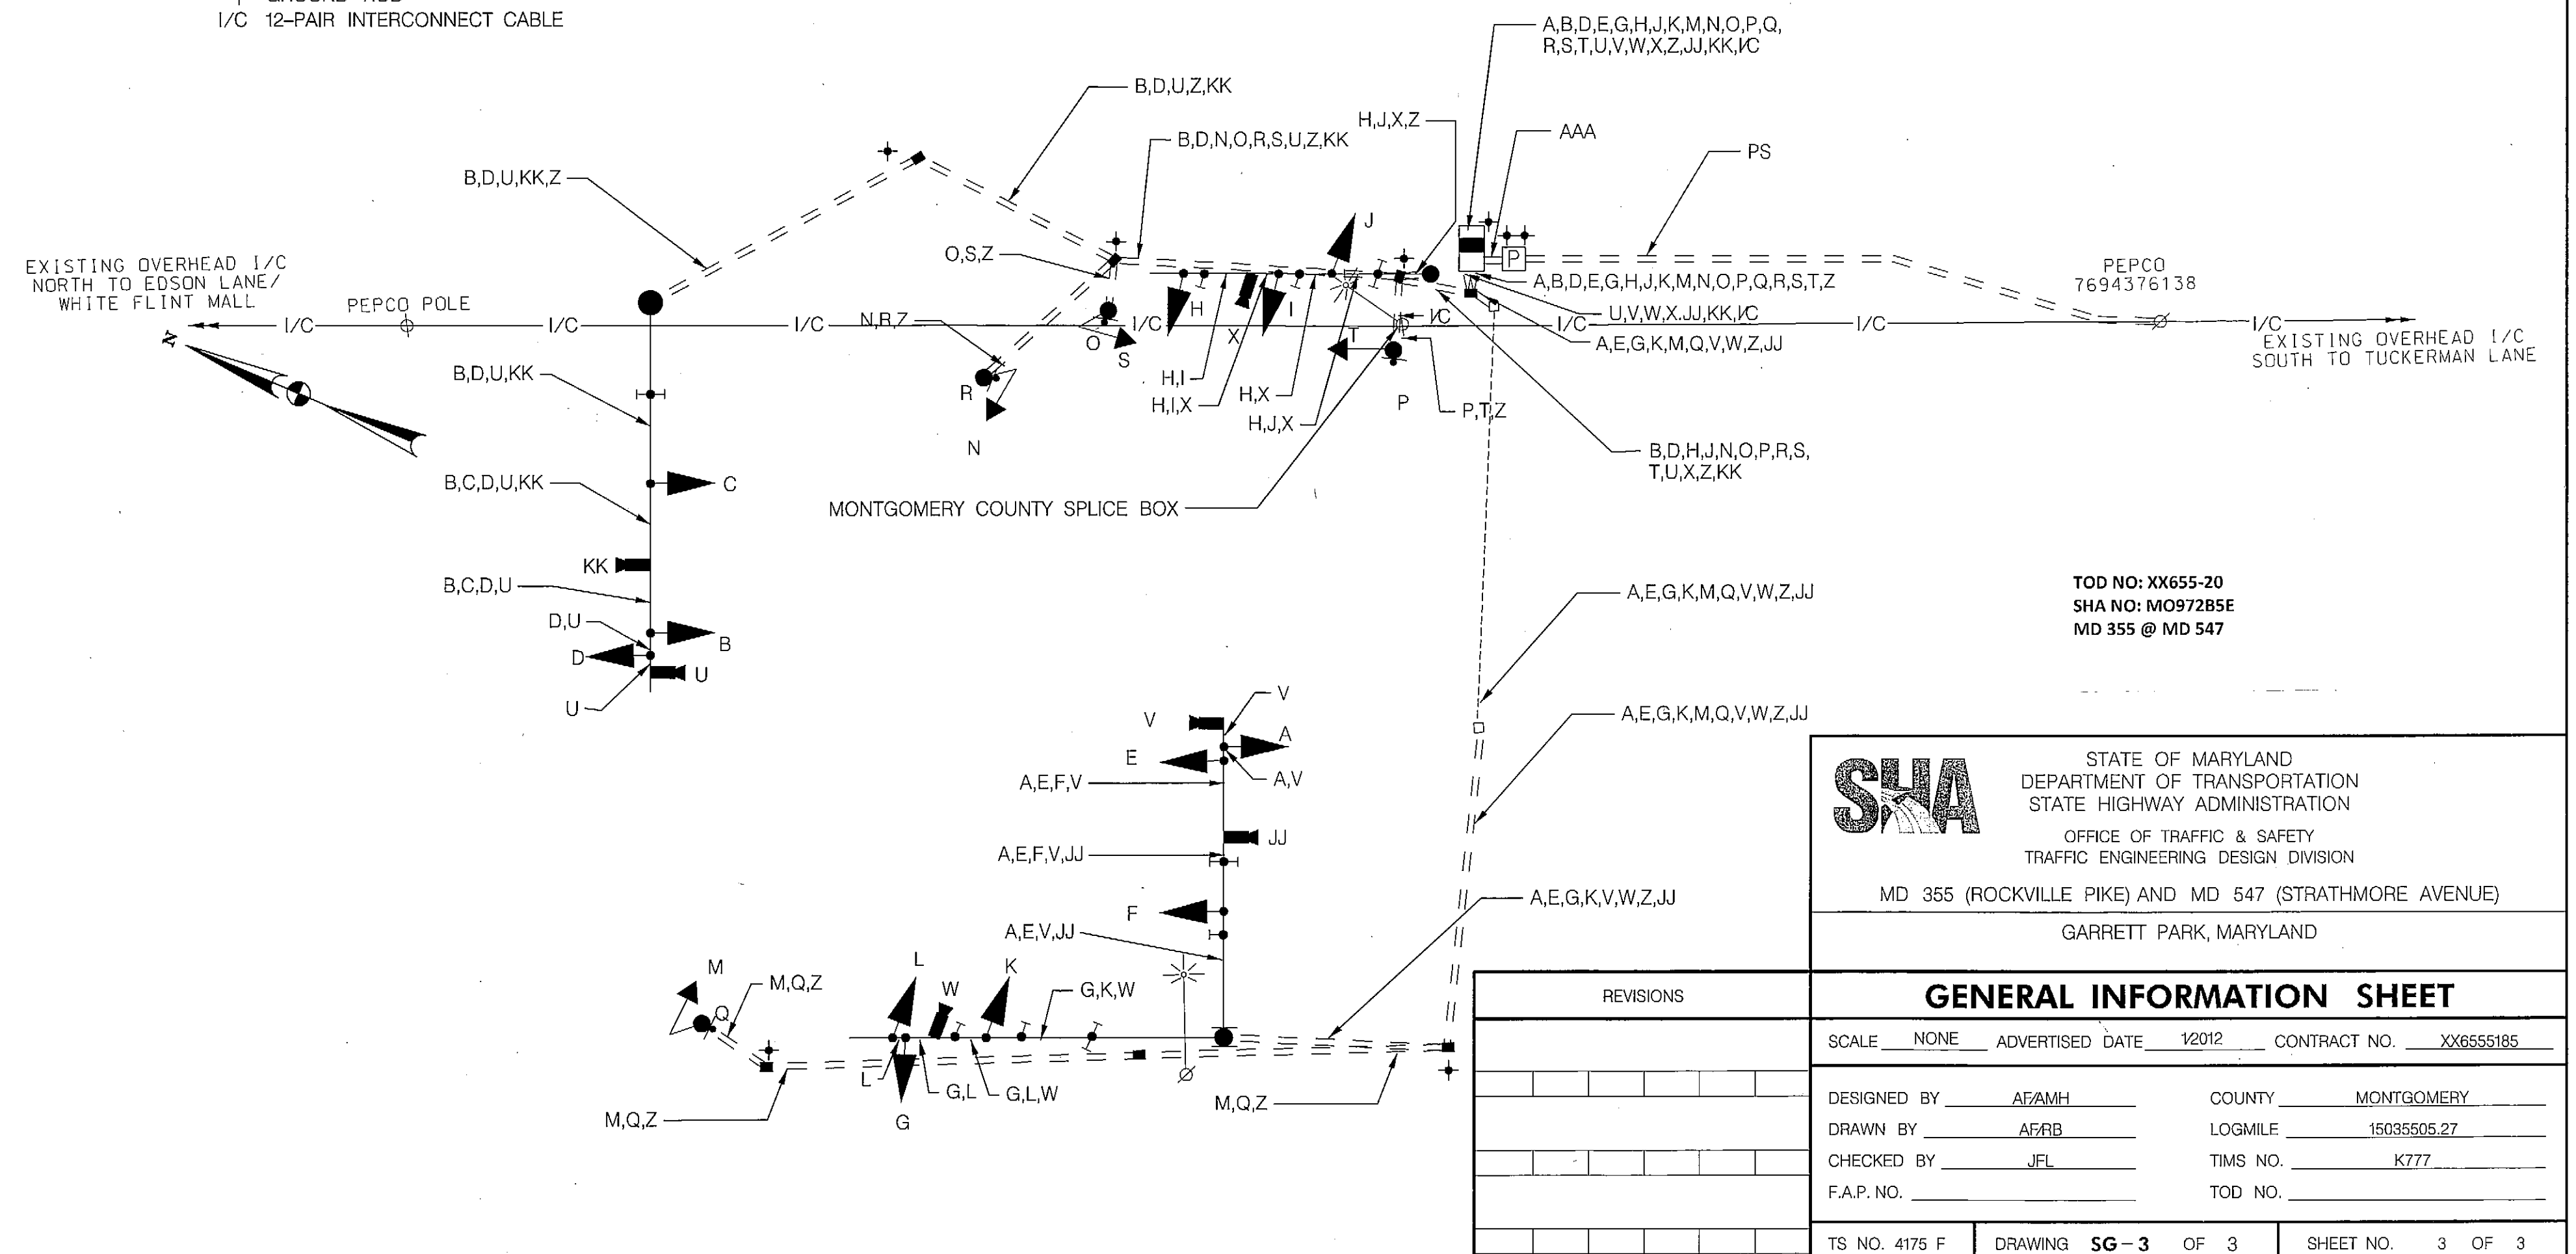 I/C 12-PAIR INTERCONNECT CABLE
A,B,D,E,G,H,J,K,M,N,O,P,Q,
R,S,T,U,V,W,X,Z,JJ,KK,I/C
B,D,U,Z,KK
H,J,X,Z
AAA
B,D,N,O,R,S,U,Z,KK
PS
B,D,U,KK,Z
J
O,S,Z
P
EXISTING OVERHEAD I/C
NORTH TO EDSON LANE/
WHITE FLINT MALL
PEPCO
7694376138
A,B,D,E,G,H,J,K,M,N,O,P,Q,R,S,T,Z
PEPCO POLE
H
I
W
U,V,W,X.JJ,KK,I/C
I/C
I/C
I/C
N,R,Z
I/C
I/C
I/C
I/C
I/C
N
O
S
X
T
A,E,G,K,M,Q,V,W,Z,JJ
EXISTING OVERHEAD I/C
SOUTH TO TUCKERMAN LANE
B,D,U,KK
R
H,I
H,I,X
H,X
H,J,X
P
P,T,Z
N
B,D,H,J,N,O,P,R,S,
T,U,X,Z,KK
B,C,D,U,KK
C
MONTGOMERY COUNTY SPLICE BOX
KK
B,C,D,U
A,E,G,K,M,Q,V,W,Z,JJ
TOD NO: XX655-20
SHA NO: MO972B5E
MD 355 @ MD 547
D,U
B
D
U
U
V
V
A
E
A,V
A,E,F,V
A,E,G,K,M,Q,V,W,Z,JJ
JJ
A,E,F,V,JJ
F
A,E,V,JJ
A,E,G,K,V,W,Z,JJ
M
M,Q,Z
L
W
K
G,K,W
Q
L
G,L
G,L,W
G
M,Q,Z
M,Q,Z
SHA
STATE OF MARYLAND
DEPARTMENT OF TRANSPORTATION
STATE HIGHWAY ADMINISTRATION
OFFICE OF TRAFFIC & SAFETY
TRAFFIC ENGINEERING DESIGN DIVISION
MD 355 (ROCKVILLE PIKE) AND MD 547 (STRATHMORE AVENUE)
GARRETT PARK, MARYLAND
REVISIONS
GENERAL INFORMATION SHEET
SCALE NONE ADVERTISED DATE 1/2012 CONTRACT NO. XX6555185
DESIGNED BY AF/AMH COUNTY MONTGOMERY
DRAWN BY AF/RB LOGMILE 15035505.27
CHECKED BY JFL TIMS NO. K777
F.A.P. NO. TOD NO.
TS NO. 4175 F DRAWING SG-3 OF 3 SHEET NO. 3 OF 3